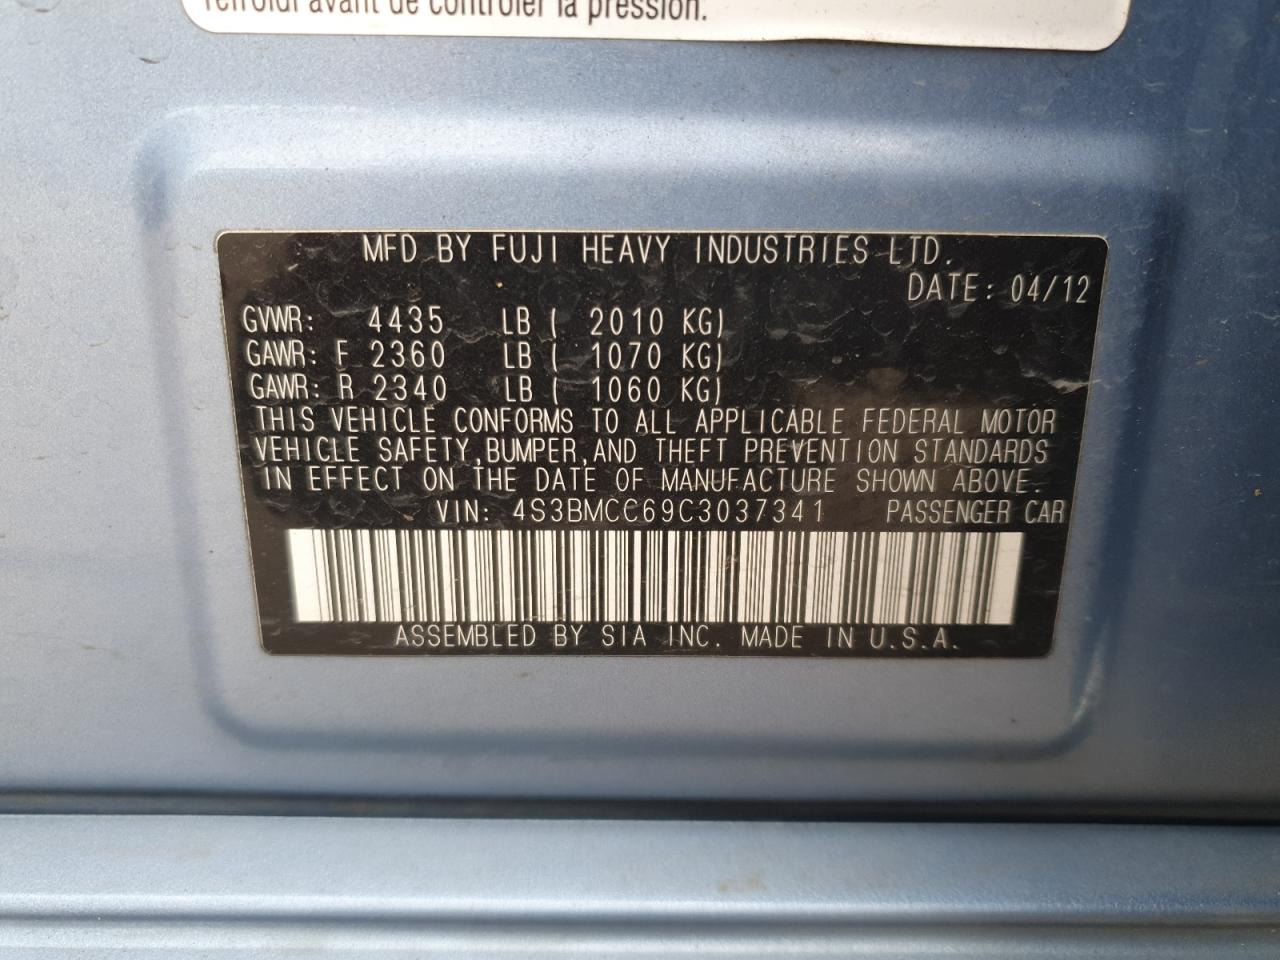 refroidi avant de contrôler la pression.
MFD BY FUJI HEAVY INDUSTRIES LTD.
DATE: 04/12
GVWR: 4435 LB ( 2010 KG)
GAWR: F 2360 LB ( 1070 KG)
GAWR: R 2340 LB ( 1060 KG)
THIS VEHICLE CONFORMS TO ALL APPLICABLE FEDERAL MOTOR
VEHICLE SAFETY,BUMPER,AND THEFT PREVENTION STANDARDS
IN EFFECT ON THE DATE OF MANUFACTURE SHOWN ABOVE.
VIN: 4S3BMCC69C3037341 PASSENGER CAR
ASSEMBLED BY SIA INC. MADE IN U.S.A.